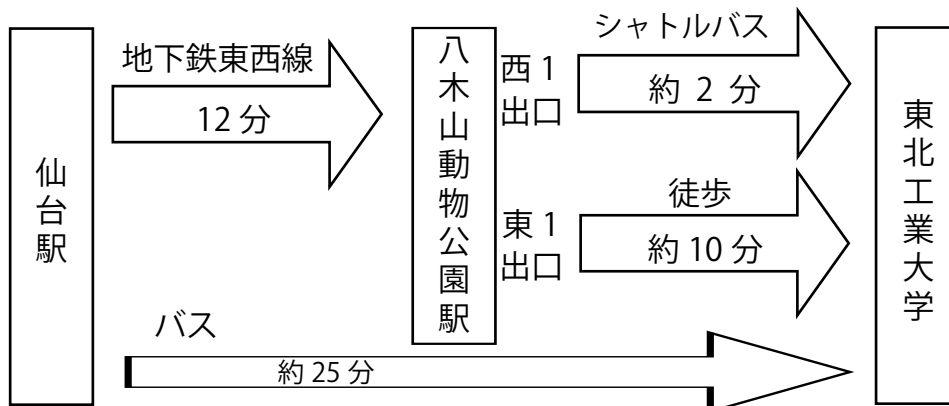 仙台駅
地下鉄東西線
12 分
八木山動物公園駅
西 1
出口
シャトルバス
約 2 分
東 1
出口
徒歩
約 10 分
バス
約 25 分
東北工業大学